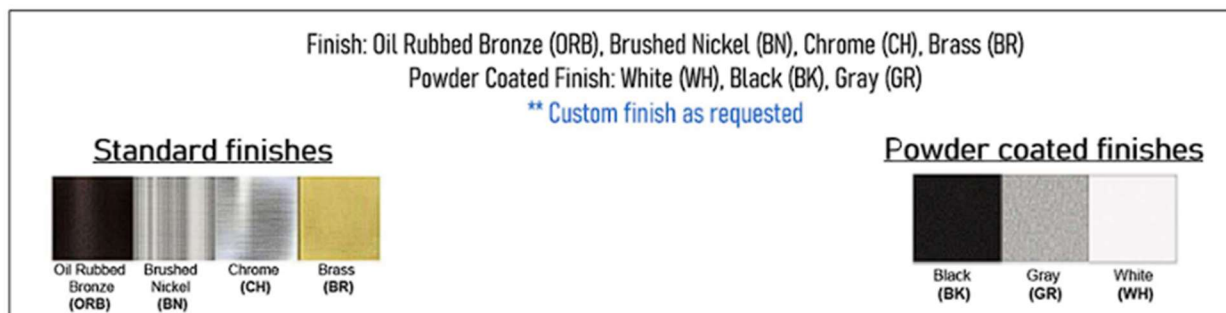 Finish: Oil Rubbed Bronze (ORB), Brushed Nickel (BN), Chrome (CH), Brass (BR)
Powder Coated Finish: White (WH), Black (BK), Gray (GR)
** Custom finish as requested
Standard finishes
Oil Rubbed
Bronze
(ORB)
Brushed
Nickel
(BN)
Chrome
(CH)
Brass
(BR)
Powder coated finishes
Black
(BK)
Gray
(GR)
White
(WH)